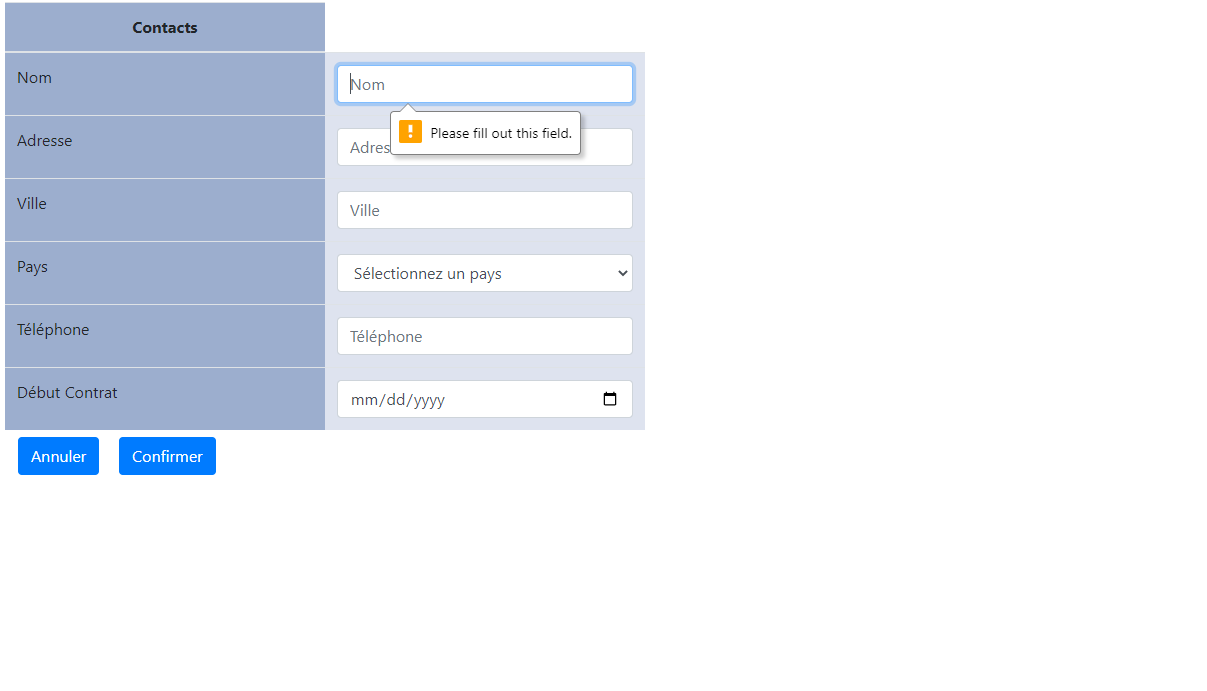 Contacts
Nom
Nom
Please fill out this field.
Adresse
Adres
Ville
Ville
Pays
Sélectionnez un pays
Téléphone
Téléphone
Début Contrat
mm/dd/yyyy
Annuler
Confirmer